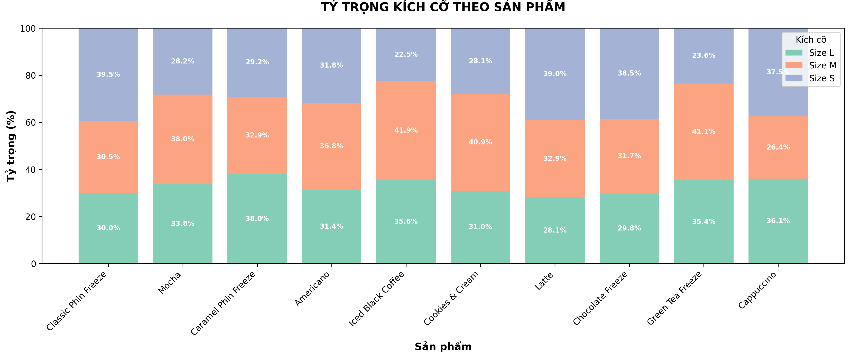 TỶ TRỌNG KÍCH CỠ THEO SẢN PHẨM
Tỷ trọng (%)
100
80
60
40
20
0
39.5% 28.2% 29.2% 31.8% 22.5% 28.1% 39.0% 38.5% 23.6%
30.5% 38.0% 32.9% 36.8% 41.9% 40.9% 32.9% 31.7% 41.1% 26.4%
30.0% 33.8% 38.0% 31.4% 35.6% 31.0% 28.1% 29.8% 35.4% 36.1%
Kích cỡ
Size L
Size M
Size S
Classic Phin Freeze
Mocha
Caramel Phin Freeze
Americano
Iced Black Coffee
Cookies & Cream
Latte
Chocolate Freeze
Green Tea Freeze
Cappuccino
Sản phẩm